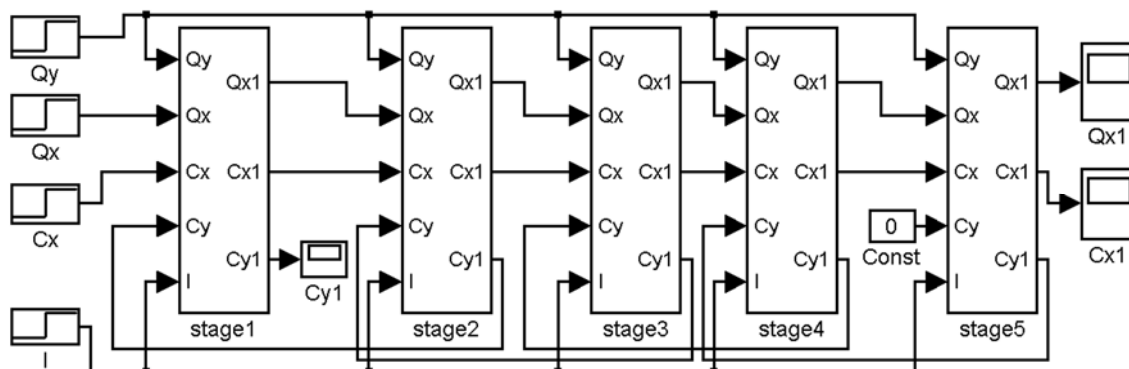 Qy
Qx
Cx
I
Qy
Qx
Cx
Cy
I
Qx1
Cx1
Cy1
stage1
Cy1
Qy
Qx
Cx
Cy
I
Qx1
Cx1
Cy1
stage2
Qy
Qx
Cx
Cy
I
Qx1
Cx1
Cy1
stage3
Qy
Qx
Cx
Cy
I
Qx1
Cx1
Cy1
stage4
0
Const
Qy
Qx
Cx
Cy
I
Qx1
Cx1
Cy1
stage5
Qx1
Cx1